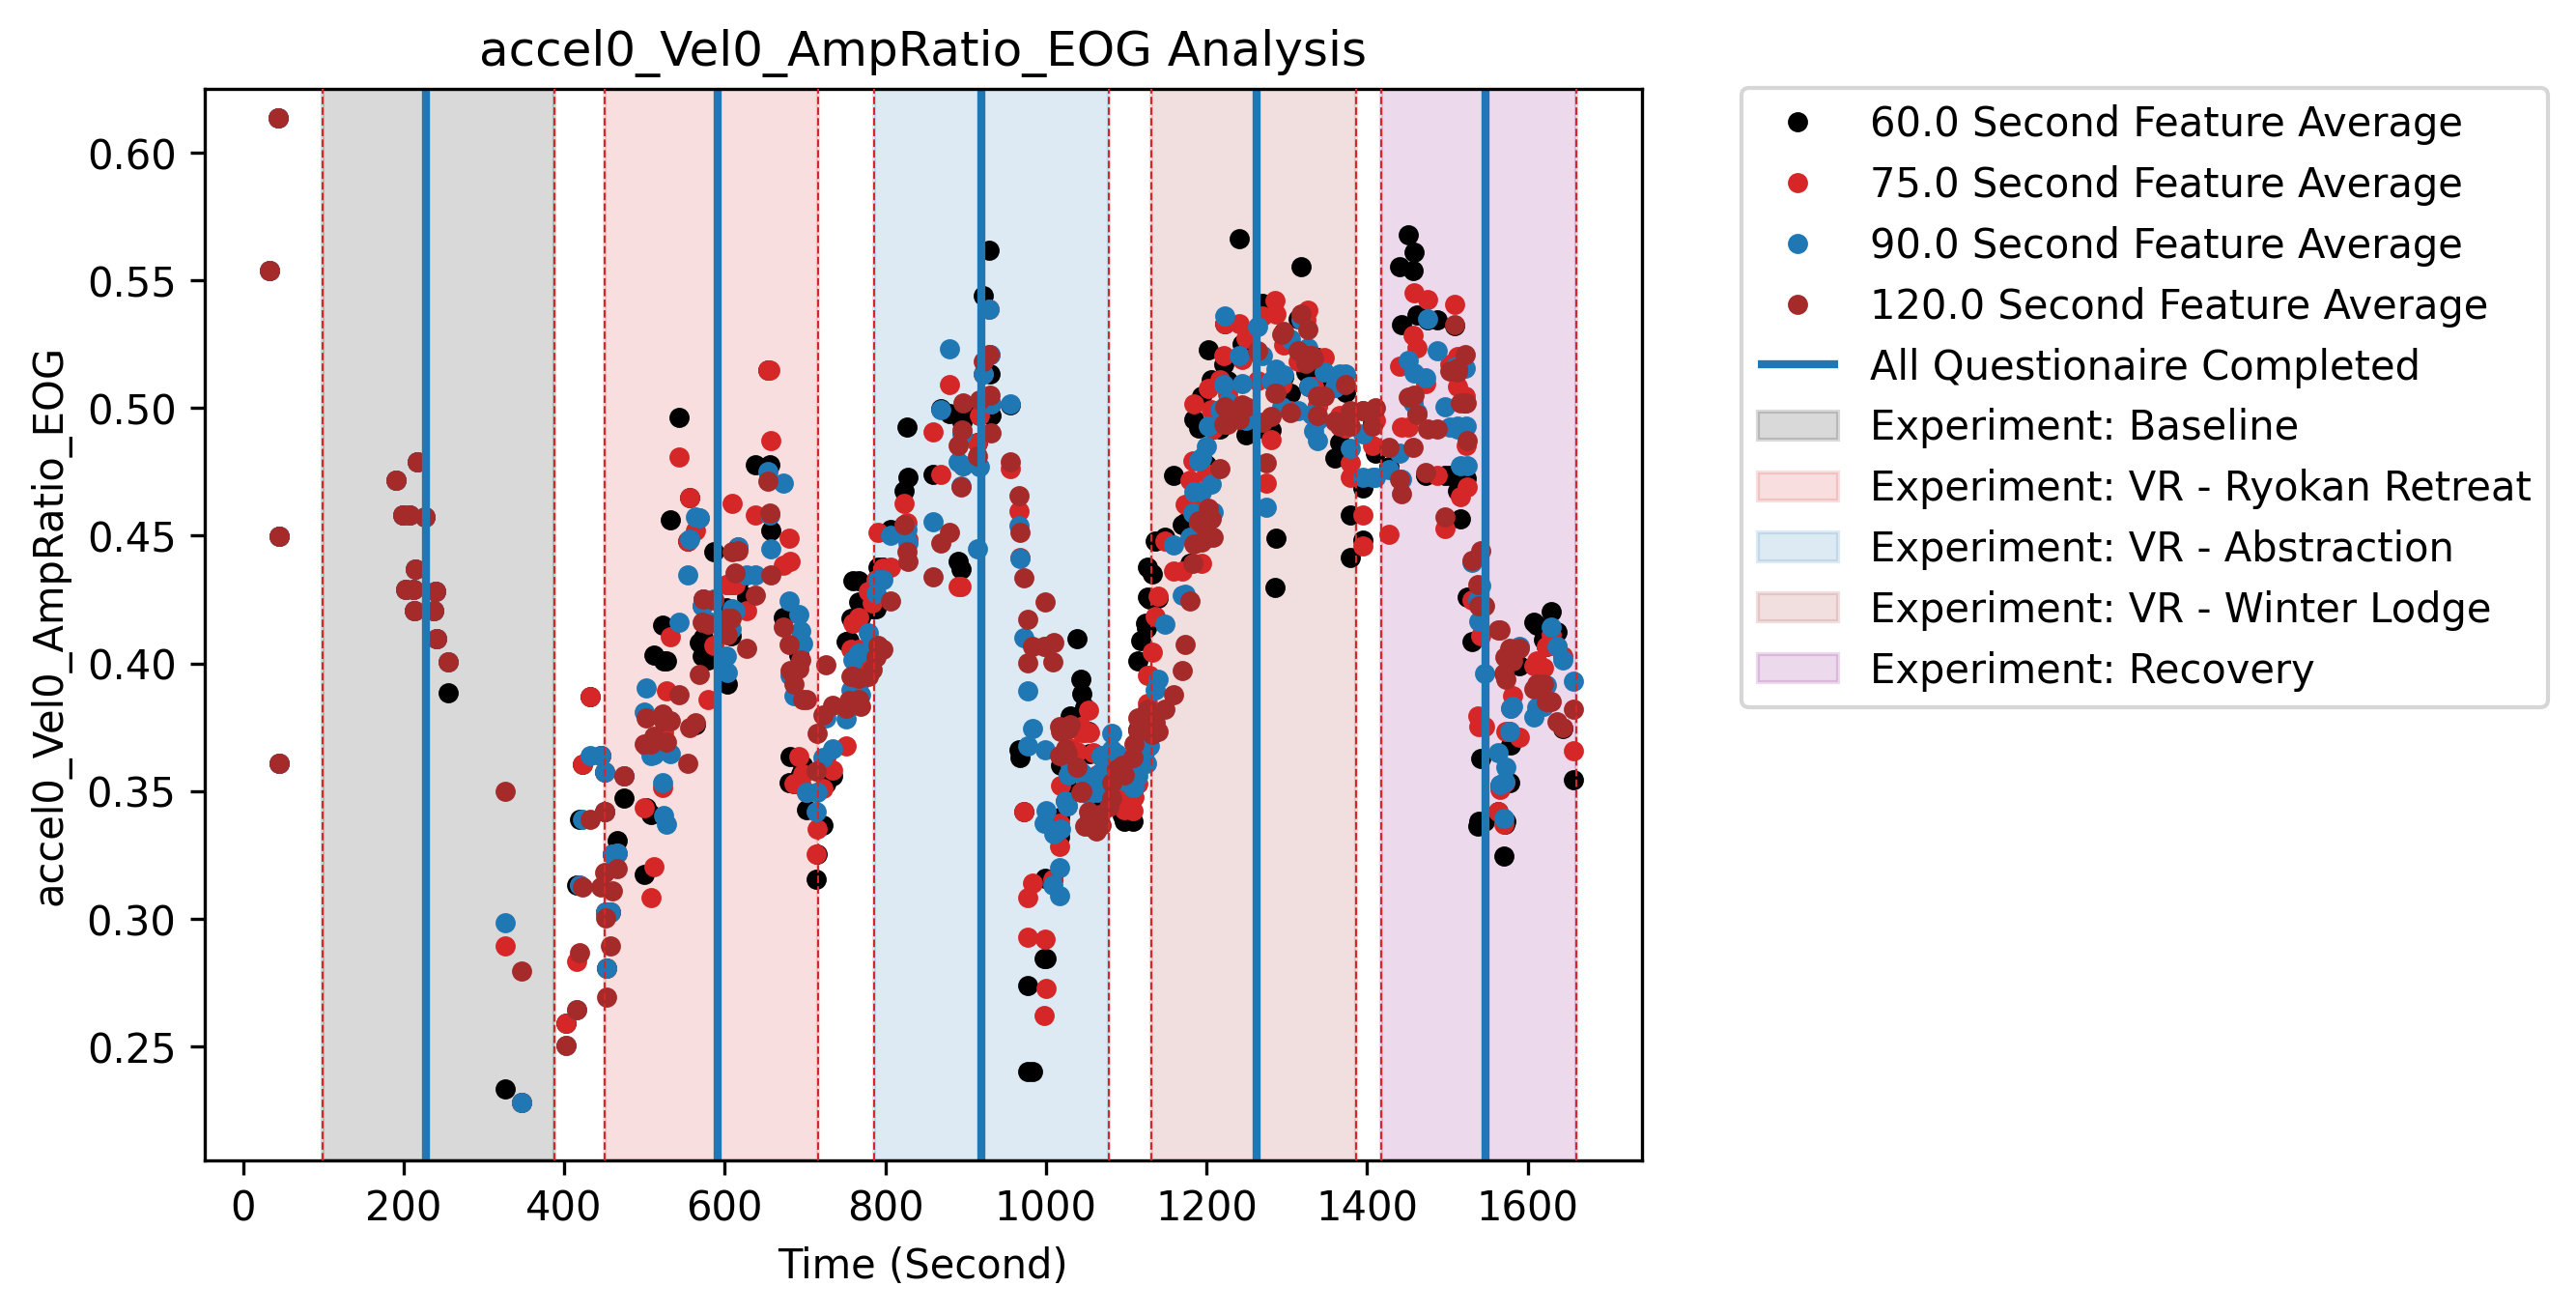 accel0_Vel0_AmpRatio_EOG Analysis
accel0_Vel0_AmpRatio_EOG
0.60
0.55
0.50
0.45
0.40
0.35
0.30
0.25
0 200 400 600 800 1000 1200 1400 1600
Time (Second)
60.0 Second Feature Average
75.0 Second Feature Average
90.0 Second Feature Average
120.0 Second Feature Average
All Questionaire Completed
Experiment: Baseline
Experiment: VR - Ryokan Retreat
Experiment: VR - Abstraction
Experiment: VR - Winter Lodge
Experiment: Recovery